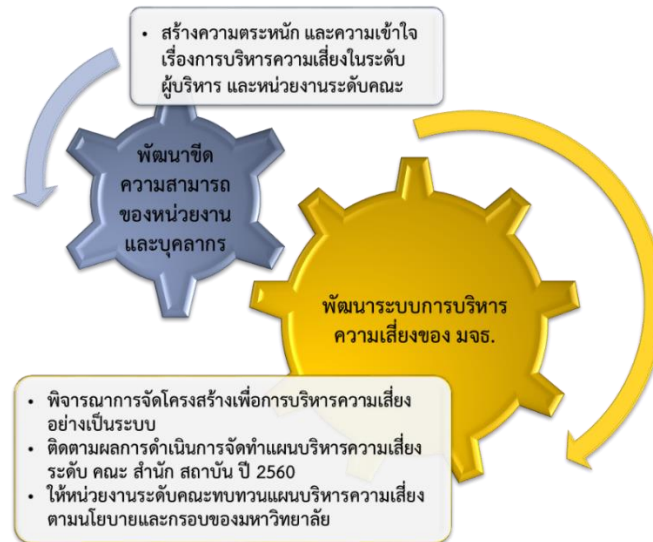 • สร้างความตระหนัก และความเข้าใจ
เรื่องการบริหารความเสี่ยงในระดับ
ผู้บริหาร และหน่วยงานระดับคณะ
พัฒนาขีด
ความสามารถ
ของหน่วยงาน
และบุคลากร
พัฒนาระบบการบริหาร
ความเสี่ยงของ มจธ.
• พิจารณาการจัดโครงสร้างเพื่อการบริหารความเสี่ยง
อย่างเป็นระบบ
• ติดตามผลการดำเนินการจัดทำแผนบริหารความเสี่ยง
ระดับ คณะ สำนัก สถาบัน ปี 2560
• ให้หน่วยงานระดับคณะทบทวนแผนบริหารความเสี่ยง
ตามนโยบายและกรอบของมหาวิทยาลัย